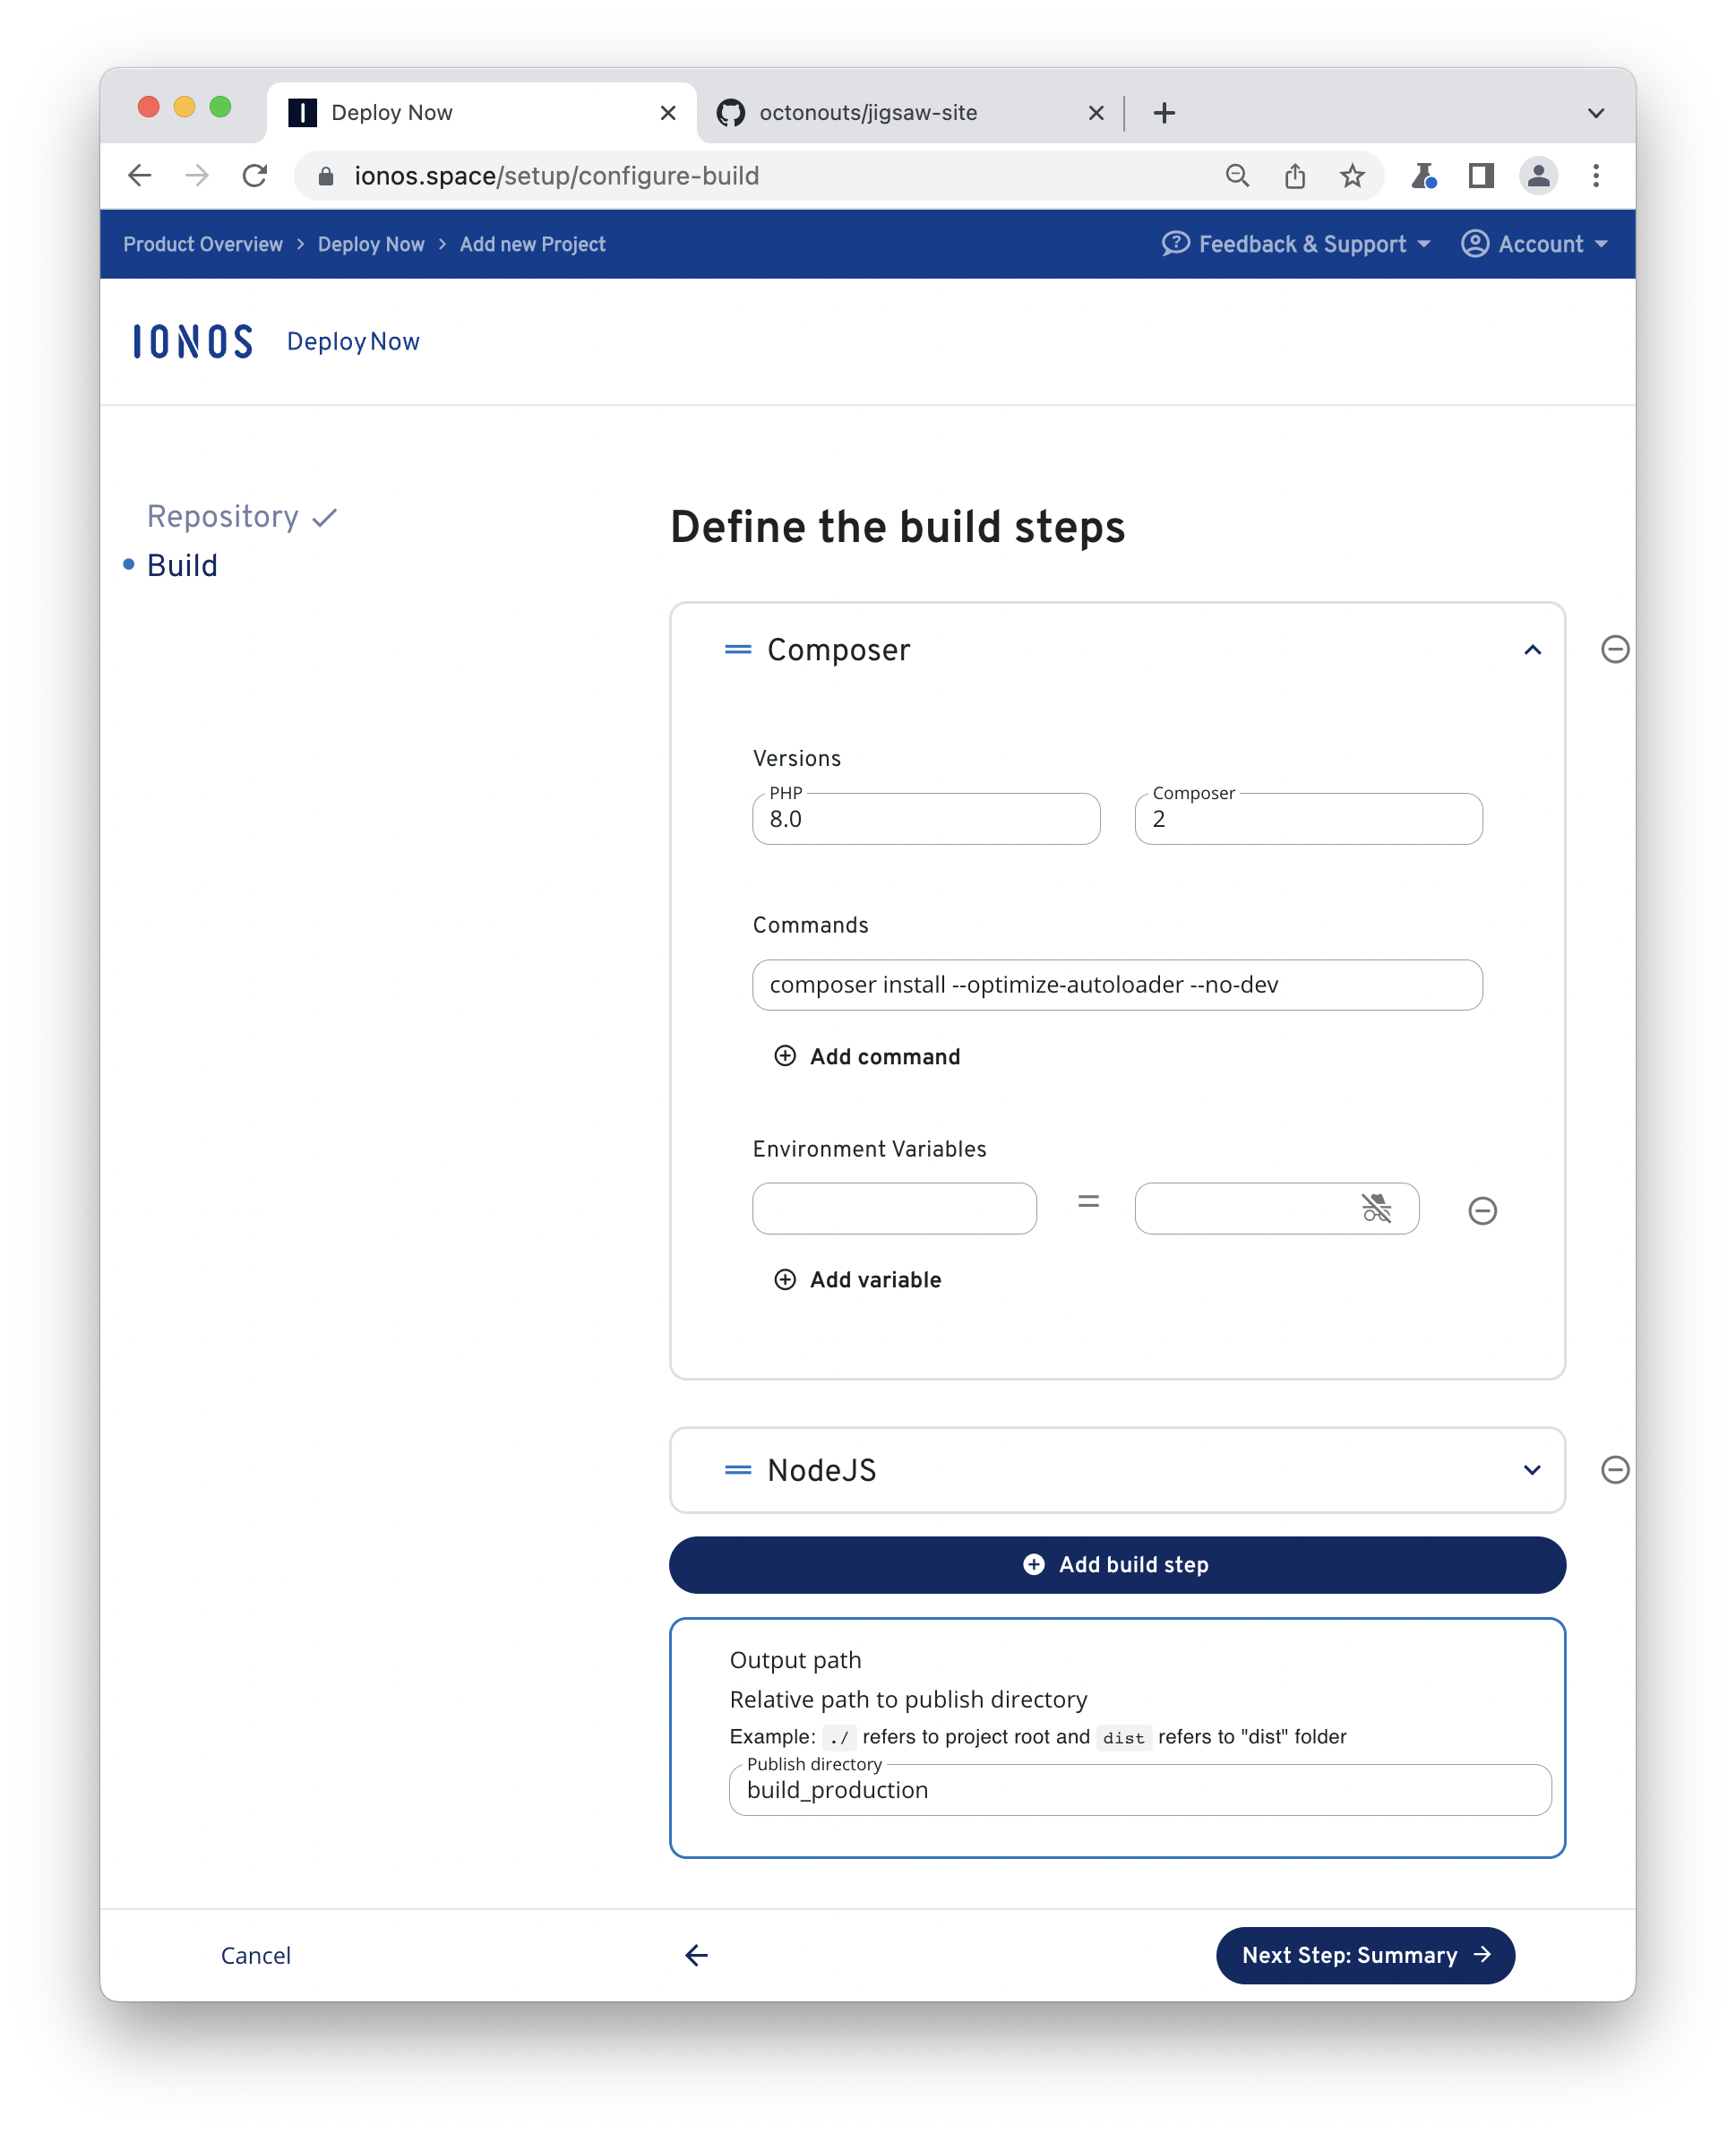 Deploy Now
octonouts/jigsaw-site
ionos.space/setup/configure-build
Product Overview > Deploy Now > Add new Project
Feedback & Support
Account
IONOS Deploy Now
Repository
Build
Define the build steps
Composer
Versions
PHP
8.0
Composer
2
Commands
composer install --optimize-autoloader --no-dev
Add command
Environment Variables
=
Add variable
NodeJS
Add build step
Output path
Relative path to publish directory
Example: ./ refers to project root and dist refers to "dist" folder
Publish directory
build_production
Cancel
Next Step: Summary